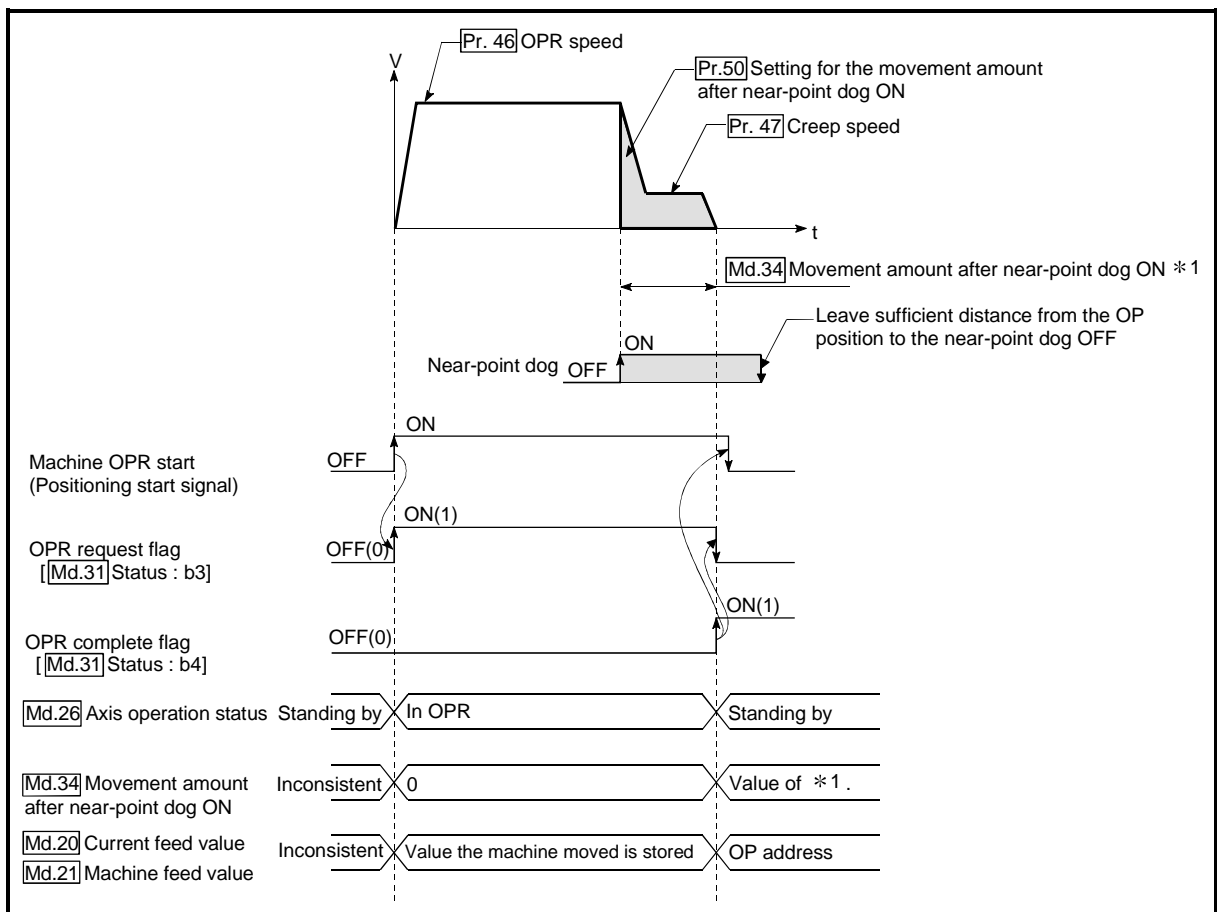 Pr. 46 OPR speed
V
Pr.50 Setting for the movement amount
after near-point dog ON
Pr. 47 Creep speed
t
Md.34 Movement amount after near-point dog ON *1
Leave sufficient distance from the OP
position to the near-point dog OFF
ON
Near-point dog OFF
ON
Machine OPR start
(Positioning start signal)
OFF
ON(1)
OPR request flag
[ Md.31 Status : b3]
OFF(0)
ON(1)
OPR complete flag
[ Md.31 Status : b4]
OFF(0)
Md.26 Axis operation status Standing by In OPR Standing by
Md.34 Movement amount
after near-point dog ON
Inconsistent 0 Value of *1 .
Md.20 Current feed value
Md.21 Machine feed value
Inconsistent Value the machine moved is stored OP address